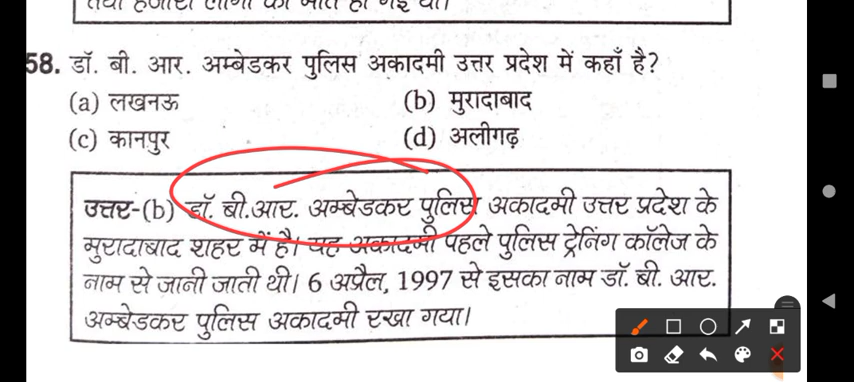 58. डॉ. बी. आर. अम्बेडकर पुलिस अकादमी उत्तर प्रदेश में कहाँ है?
(a) लखनऊ (b) मुरादाबाद
(c) कानपुर (d) अलीगढ़
उत्तर-(b) डॉ. बी.आर. अम्बेडकर पुलिस अकादमी उत्तर प्रदेश के
मुरादाबाद शहर में है। यह अकादमी पहले पुलिस ट्रेनिंग कॉलेज के
नाम से जानी जाती थी। 6 अप्रैल, 1997 से इसका नाम डॉ. बी. आर.
अम्बेडकर पुलिस अकादमी रखा गया।